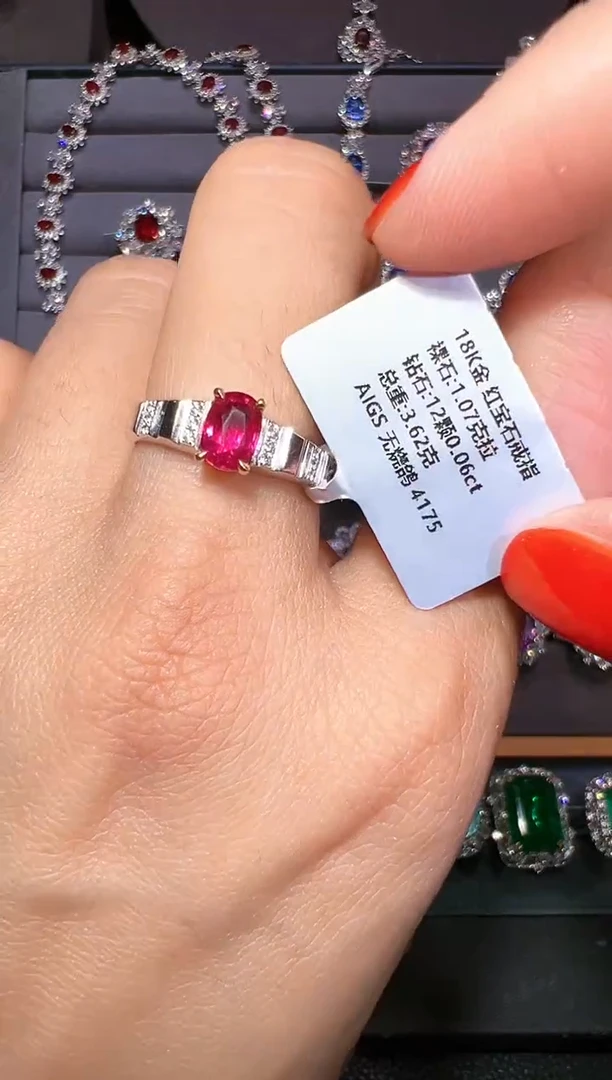 18K金 红宝石戒指
裸石:1.07克拉
钻石:12颗0.06ct
总重:3.62克
AIGS 无烧鸽 4175